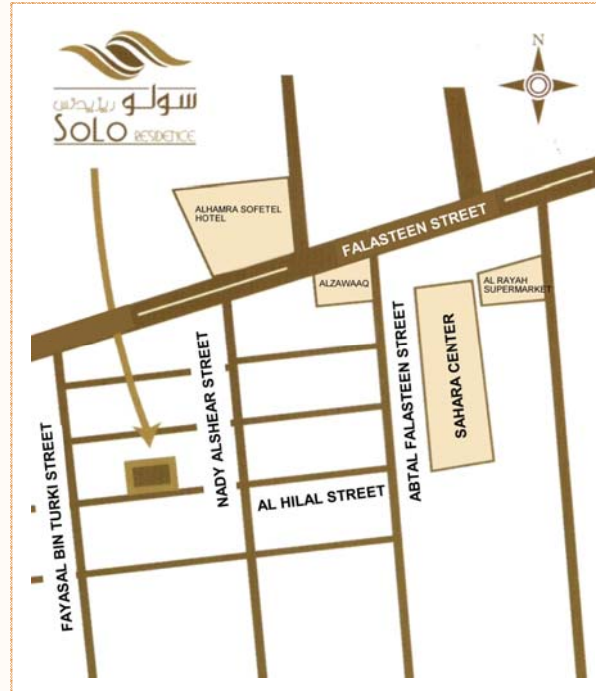 سولو ريزيدنس
SOLO RESIDENCE
N
ALHAMRA SOFETEL
HOTEL
FALASTEEN STREET
ALZAWAAQ
AL RAYAH
SUPERMARKET
SAHARA CENTER
ABTAL FALASTEEN STREET
NADY ALSHEAR STREET
FAYASAL BIN TURKI STREET
AL HILAL STREET